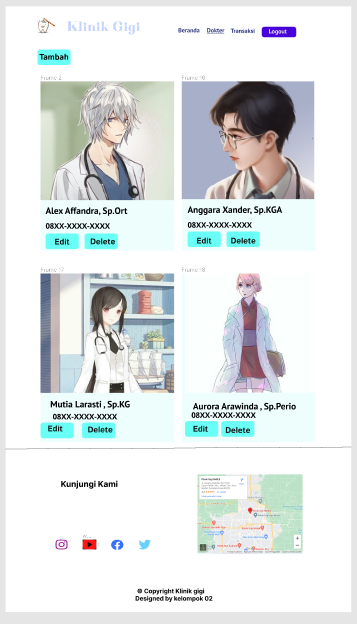 Klinik Gigi
Beranda Dokter Transaksi Logout
Tambah
Frame 2
Frame 16
Alex Affandra, Sp.Ort
08XX-XXXX-XXXX
Edit Delete
Anggara Xander, Sp.KGA
08XX-XXXX-XXXX
Edit Delete
Frame 17
Frame 18
Mutia Larasti , Sp.KG
08XX-XXXX-XXXX
Edit Delete
Aurora Arawinda , Sp.Perio
08XX-XXXX-XXXX
Edit Delete
Kunjungi Kami
© Copyright Klinik gigi
Designed by kelompok 02